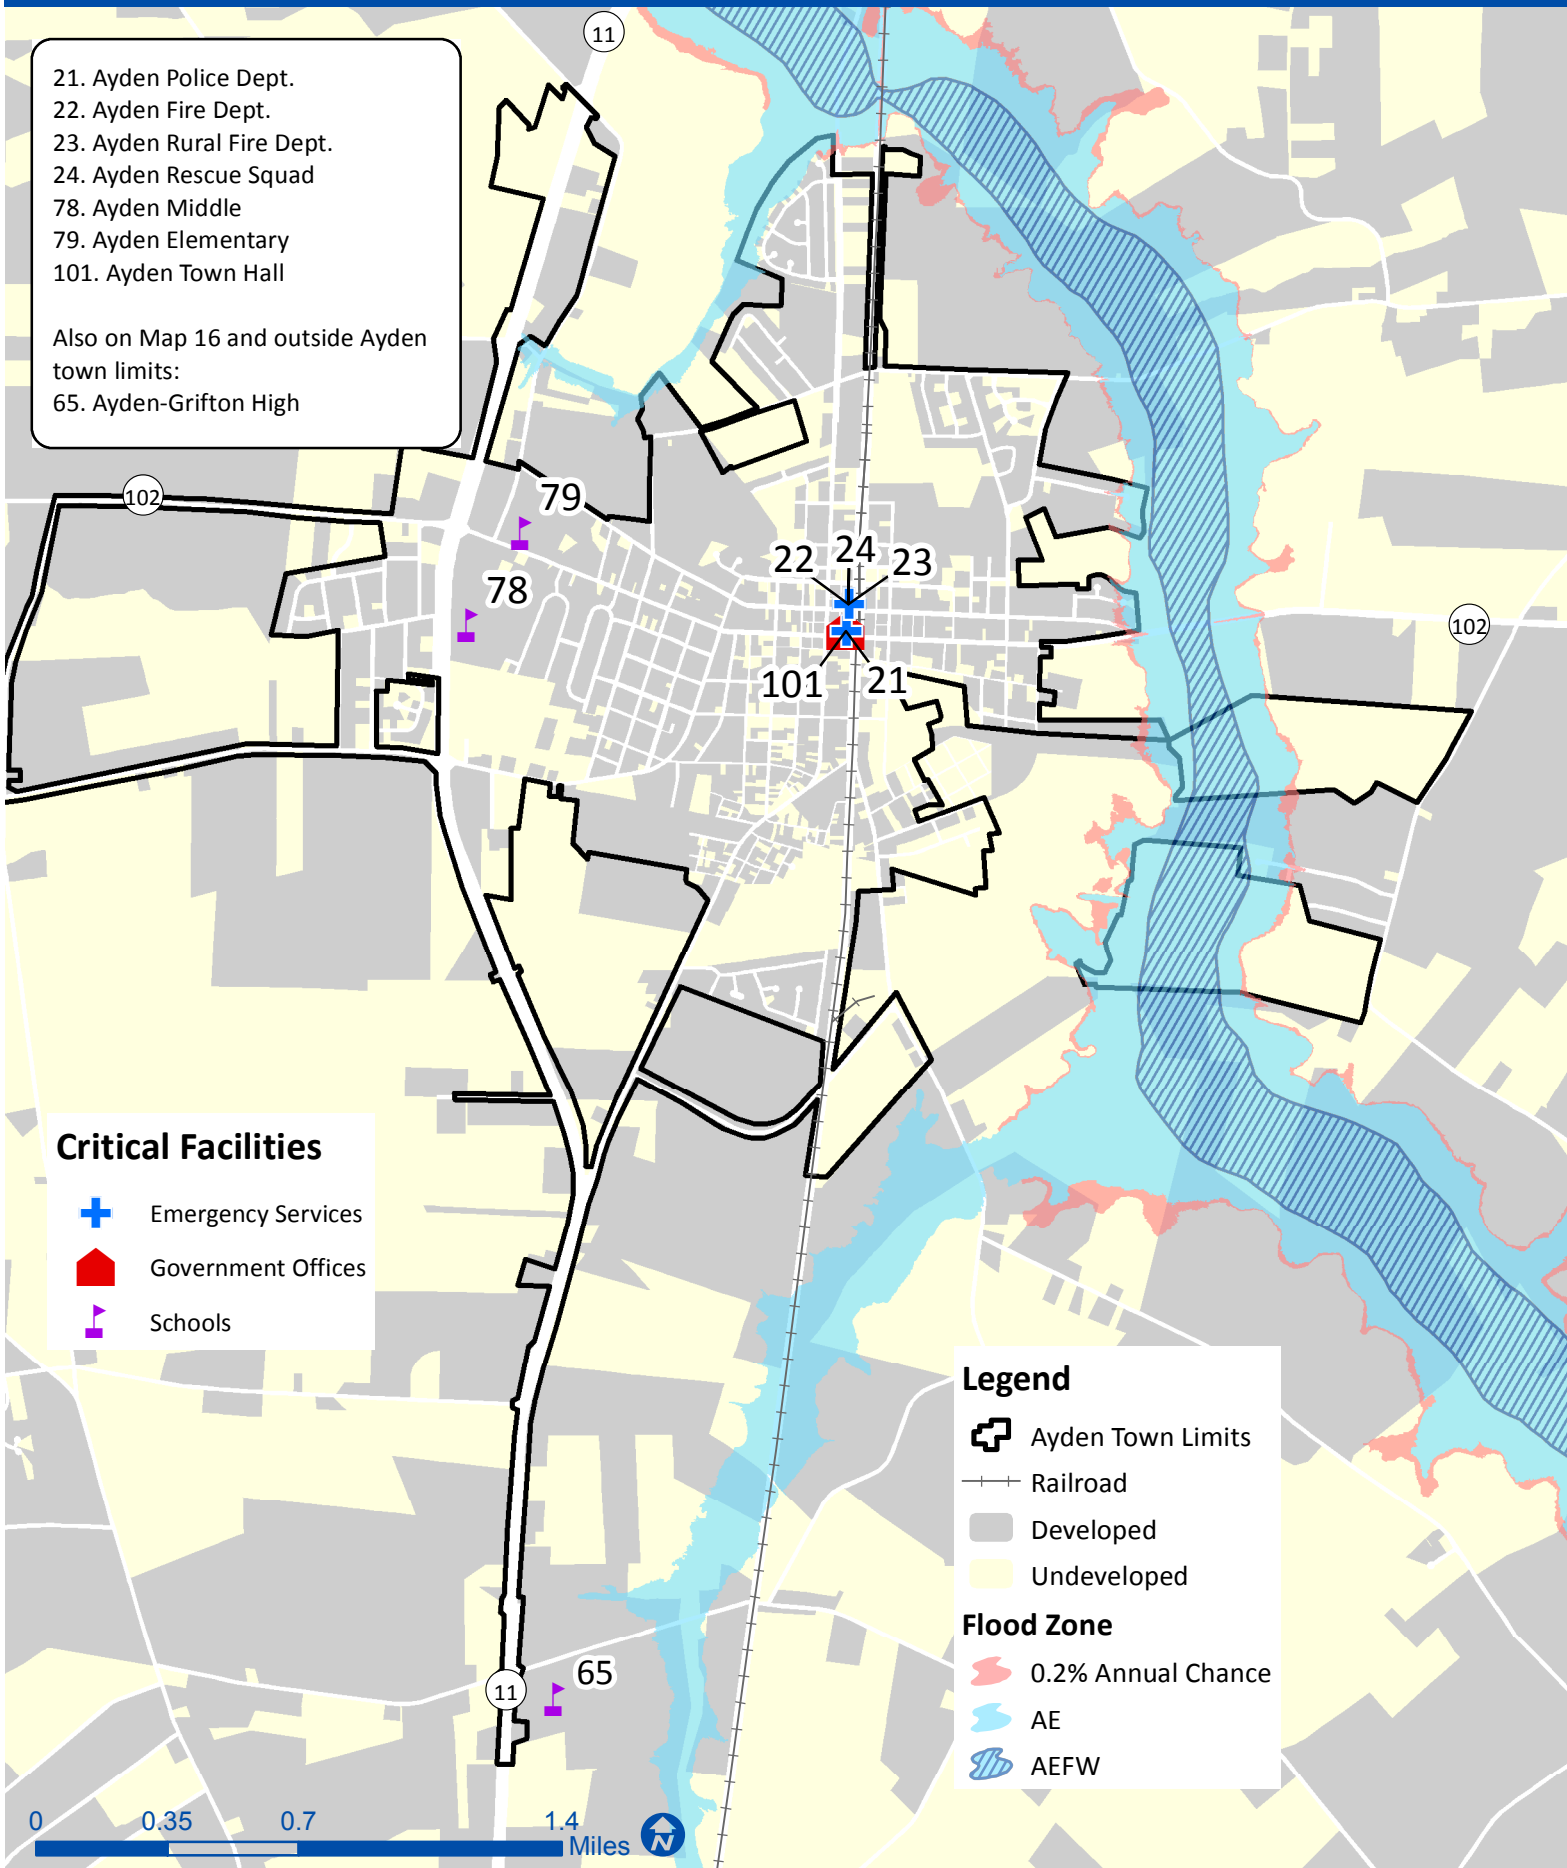 11
21. Ayden Police Dept.
22. Ayden Fire Dept.
23. Ayden Rural Fire Dept.
24. Ayden Rescue Squad
78. Ayden Middle
79. Ayden Elementary
101. Ayden Town Hall
Also on Map 16 and outside Ayden
town limits:
65. Ayden-Grifton High
102
79
78
22
24
23
102
101
21
Critical Facilities
Emergency Services
Government Offices
Schools
Legend
Ayden Town Limits
Railroad
Developed
Undeveloped
Flood Zone
0.2% Annual Chance
AE
AEFW
65
11
0 0.35 0.7 1.4
Miles
N